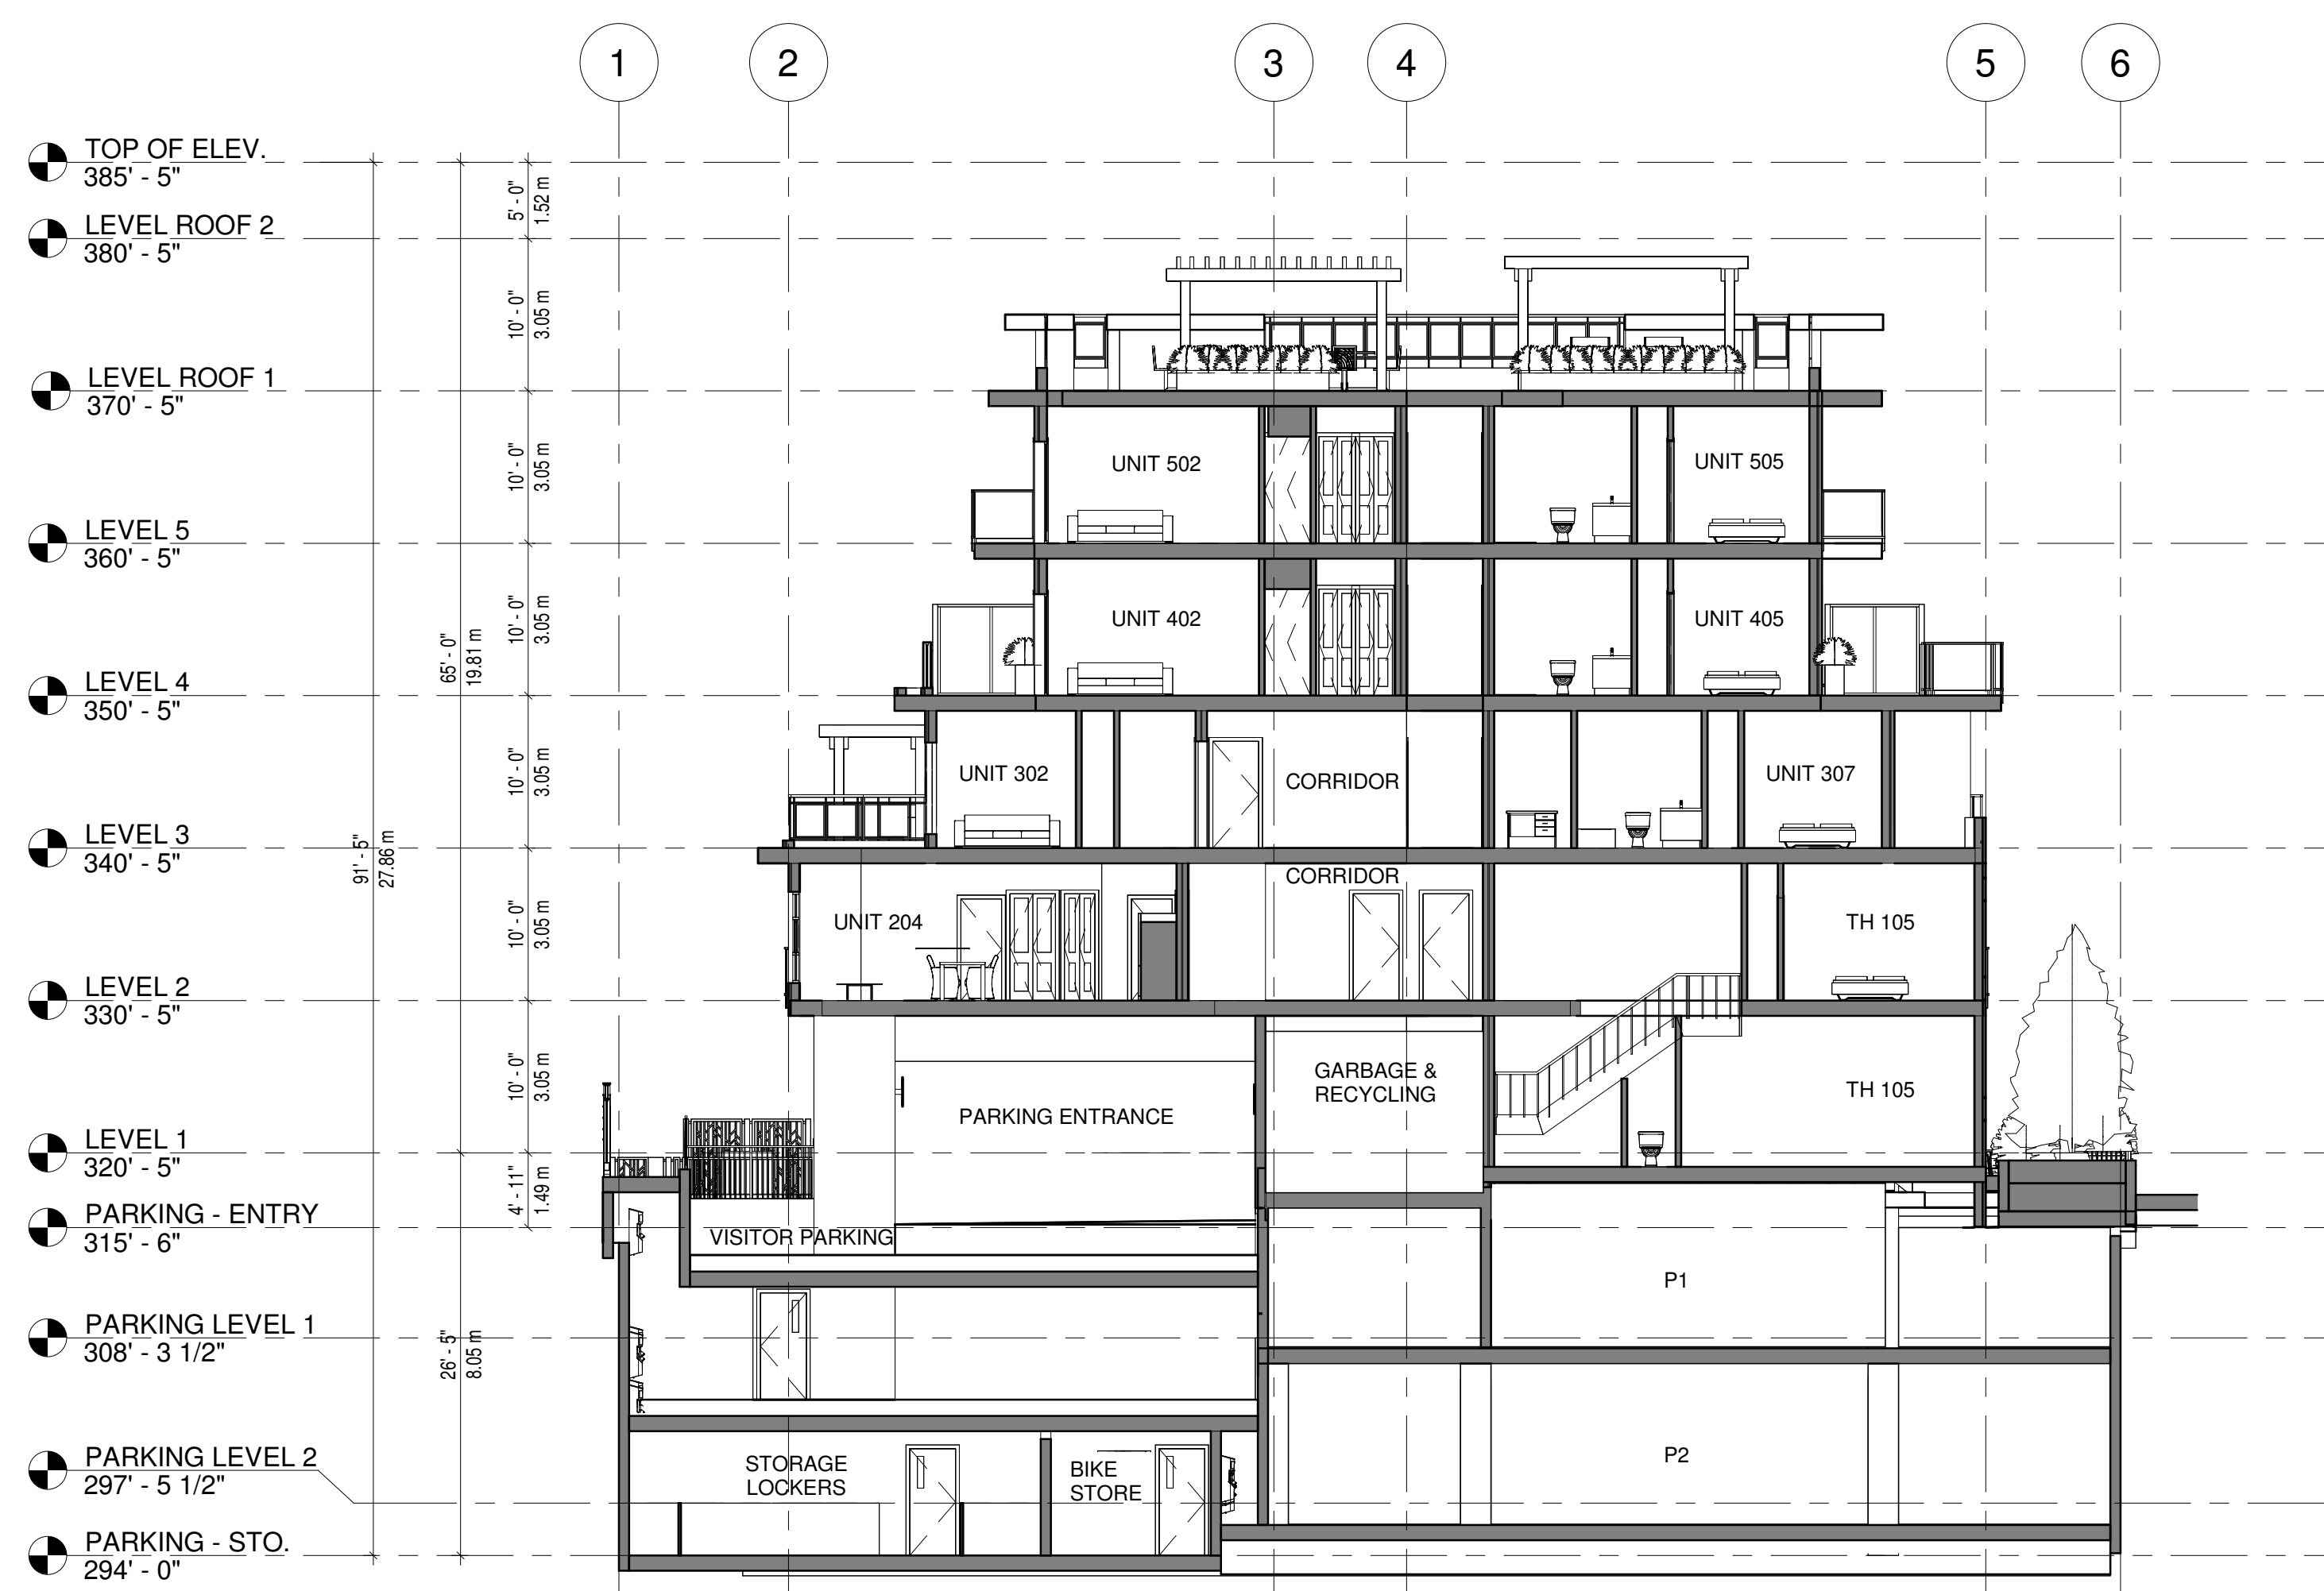 1 2 3 4 5 6
TOP OF ELEV.
385' - 5"
LEVEL ROOF 2
380' - 5"
LEVEL ROOF 1
370' - 5"
LEVEL 5
360' - 5"
LEVEL 4
350' - 5"
LEVEL 3
340' - 5"
LEVEL 2
330' - 5"
LEVEL 1
320' - 5"
PARKING - ENTRY
315' - 6"
PARKING LEVEL 1
308' - 3 1/2"
PARKING LEVEL 2
297' - 5 1/2"
PARKING - STO.
294' - 0"
91' - 5"
27.86 m
65' - 0"
19.81 m
26' - 5"
8.05 m
5' - 0"
1.52 m
10' - 0"
3.05 m
10' - 0"
3.05 m
10' - 0"
3.05 m
10' - 0"
3.05 m
10' - 0"
3.05 m
10' - 0"
3.05 m
4' - 11"
1.49 m
UNIT 502
UNIT 505
UNIT 402
UNIT 405
UNIT 302
CORRIDOR
UNIT 307
CORRIDOR
UNIT 204
TH 105
GARBAGE &
RECYCLING
PARKING ENTRANCE
TH 105
VISITOR PARKING
P1
STORAGE
LOCKERS
BIKE
STORE
P2